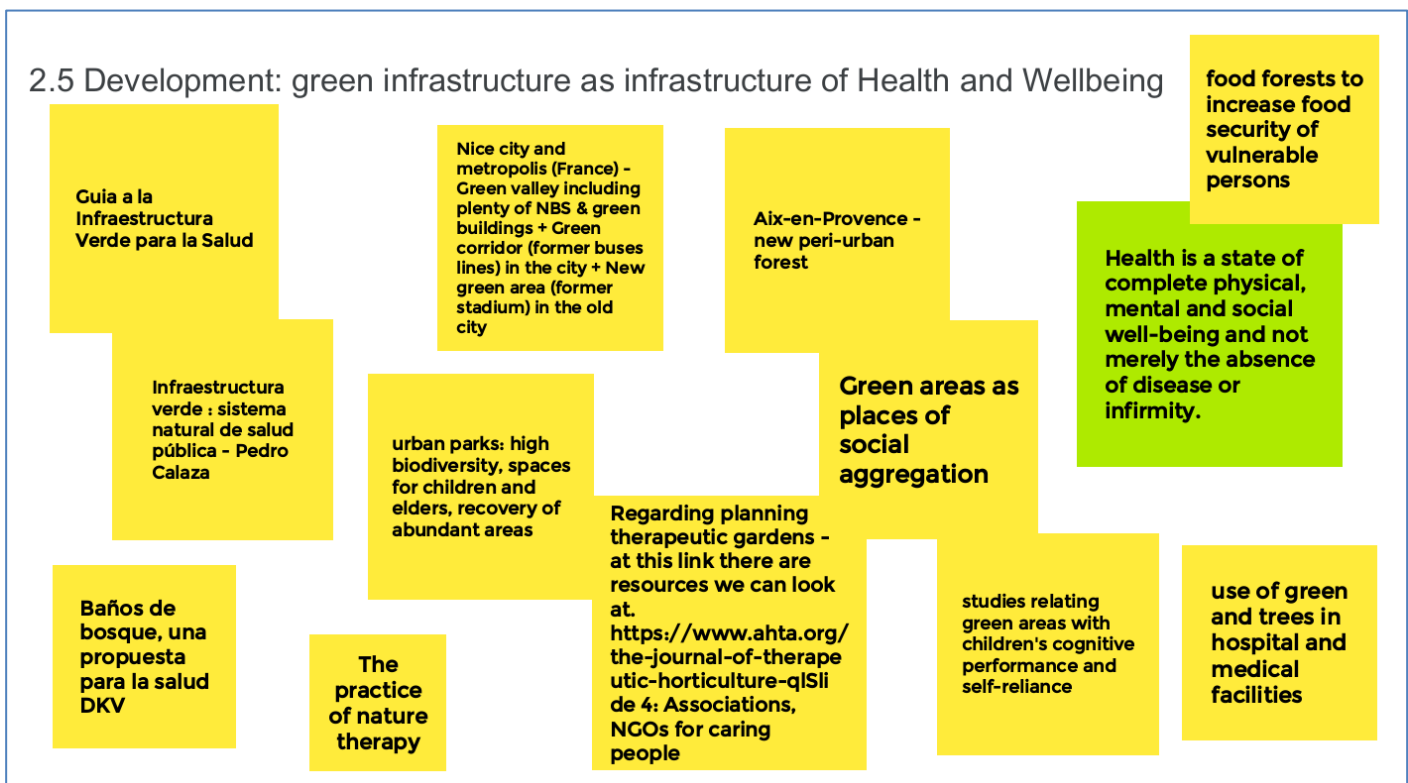 2.5 Development: green infrastructure as infrastructure of Health and Wellbeing
food forests to
increase food
security of
vulnerable
persons
Guia a la
Infraestructura
Verde para la Salud
Nice city and
metropolis (France) -
Green valley including
plenty of NBS & green
buildings + Green
corridor (former buses
lines) in the city + New
green area (former
stadium) in the old
city
Aix-en-Provence -
new peri-urban
forest
Health is a state of
complete physical,
mental and social
well-being and not
merely the absence
of disease or
infirmity.
Infraestructura
verde : sistema
natural de salud
pública - Pedro
Calaza
urban parks: high
biodiversity, spaces
for children and
elders, recovery of
abundant areas
Green areas as
places of
social
aggregation
Regarding planning
therapeutic gardens -
at this link there are
resources we can look
at.
https://www.ahta.org/
the-journal-of-therape
utic-horticulture-qlSli
de 4: Associations,
NGOs for caring
people
Baños de
bosque, una
propuesta
para la salud
DKV
The
practice
of nature
therapy
studies relating
green areas with
children's cognitive
performance and
self-reliance
use of green
and trees in
hospital and
medical
facilities